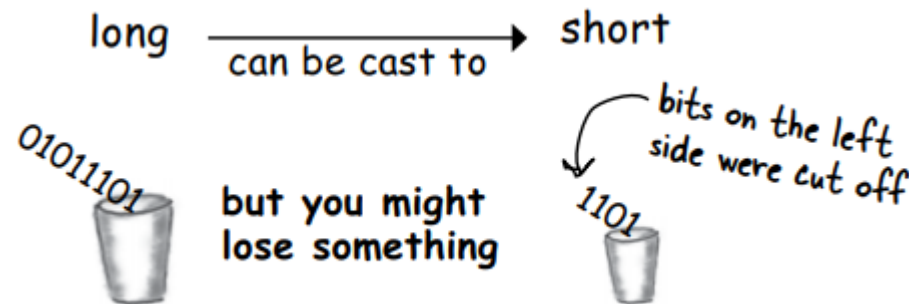 long
can be cast to
short
01011101
but you might
lose something
1101
bits on the left
side were cut off